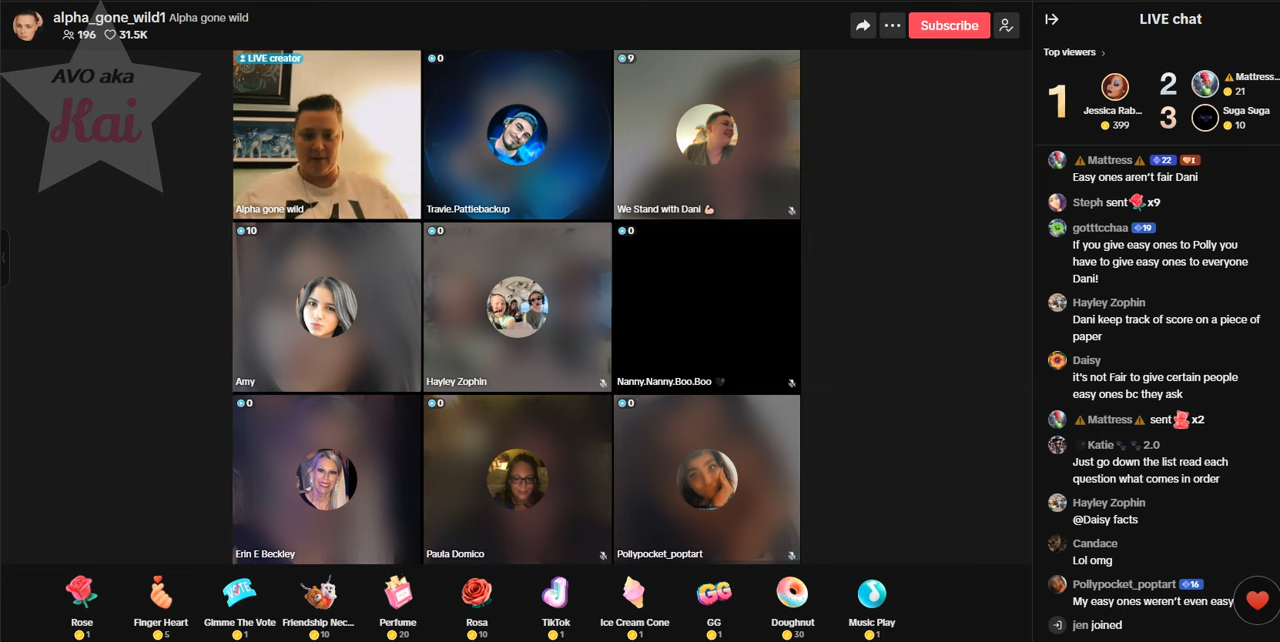 alpha_gone_wild1 Alpha gone wild
196 31.5K
Subscribe
AVO aka
Kai
LIVE creator
Alpha gone wild
0
Travie.Pattiebackup
9
We Stand with Dani 💪🏻
10
Amy
0
Hayley Zophin
0
Nanny.Nanny.Boo.Boo 🖤
0
Erin E Beckley
0
Paula Domico
0
Pollypocket_poptart
Rose
1
Finger Heart
5
Gimme The Vote
1
Friendship Nec...
10
Perfume
20
Rosa
10
TikTok
1
Ice Cream Cone
1
GG
GG
1
Doughnut
30
Music Play
1
LIVE chat
Top viewers
1
Jessica Rab...
399
2
⚠Mattress...
21
3
Suga Suga
10
⚠Mattress⚠ 22 I
Easy ones aren't fair Dani
Steph sent🌹x9
gotttcchaa 19
If you give easy ones to Polly you
have to give easy ones to everyone
Dani!
Hayley Zophin
Dani keep track of score on a piece of
paper
Daisy
it's not Fair to give certain people
easy ones bc they ask
⚠Mattress⚠ sent x2
Katie🐾 🐾2.0
Just go down the list read each
question what comes in order
Hayley Zophin
@Daisy facts
Candace
Lol omg
Pollypocket_poptart 16
My easy ones weren't even easy
jen joined